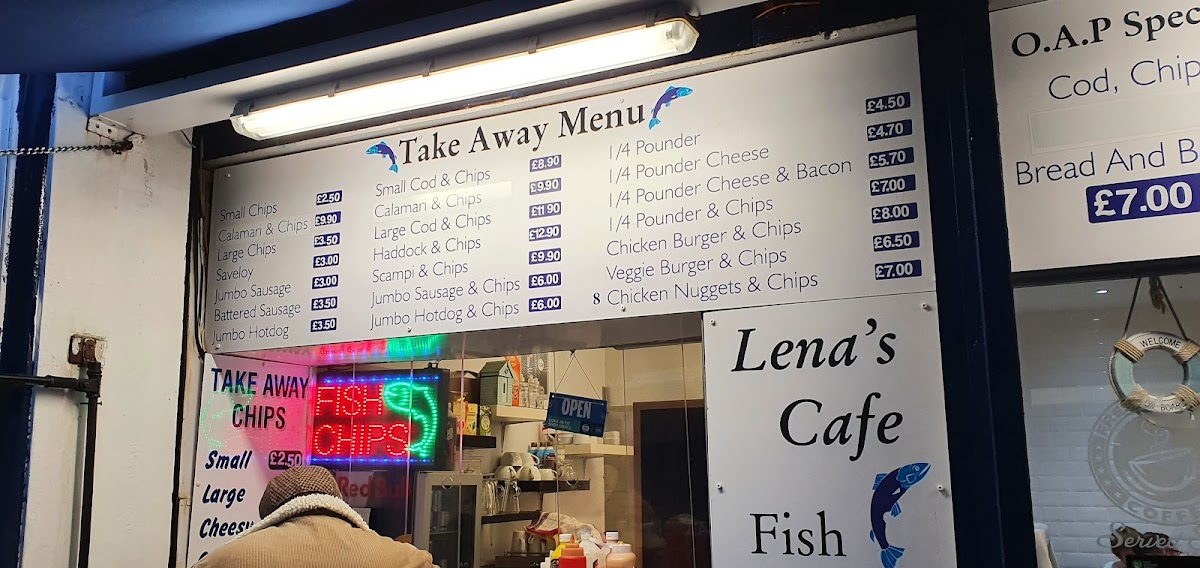 Take Away Menu
Small Chips £2.50
Calamari & Chips £9.90
Large Chips £3.50
Saveloy £3.00
Jumbo Sausage £3.00
Battered Sausage £3.50
Jumbo Hotdog £3.50
Small Cod & Chips £8.90
Calamari & Chips £9.90
Large Cod & Chips £11.90
Haddock & Chips £12.90
Scampi & Chips £9.90
Jumbo Sausage & Chips £6.00
Jumbo Hotdog & Chips £6.00
1/4 Pounder £4.50
1/4 Pounder Cheese £4.70
1/4 Pounder Cheese & Bacon £5.70
1/4 Pounder & Chips £7.00
Chicken Burger & Chips £8.00
Veggie Burger & Chips £6.50
8 Chicken Nuggets & Chips £7.00
O.A.P Spec
Cod, Chip
Bread And B
£7.00
TAKE AWAY
CHIPS
Small £2.50
Large
Cheesy
FISH
CHIPS
Red Bull
OPEN
Lena's
Cafe
Fish
WELCOME
COFFE
Served